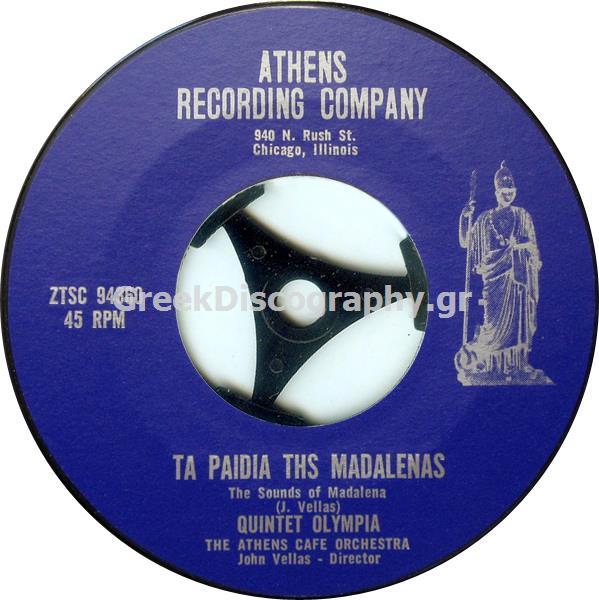 ATHENS
RECORDING COMPANY
940 N. Rush St.
Chicago, Illinois
ZTSC
45 RPM
GreekDiscography.gr
TA PAIDIA THS MADALENAS
The Sounds of Madalena
(J. Vellas)
QUINTET OLYMPIA
THE ATHENS CAFE ORCHESTRA
John Vellas - Director